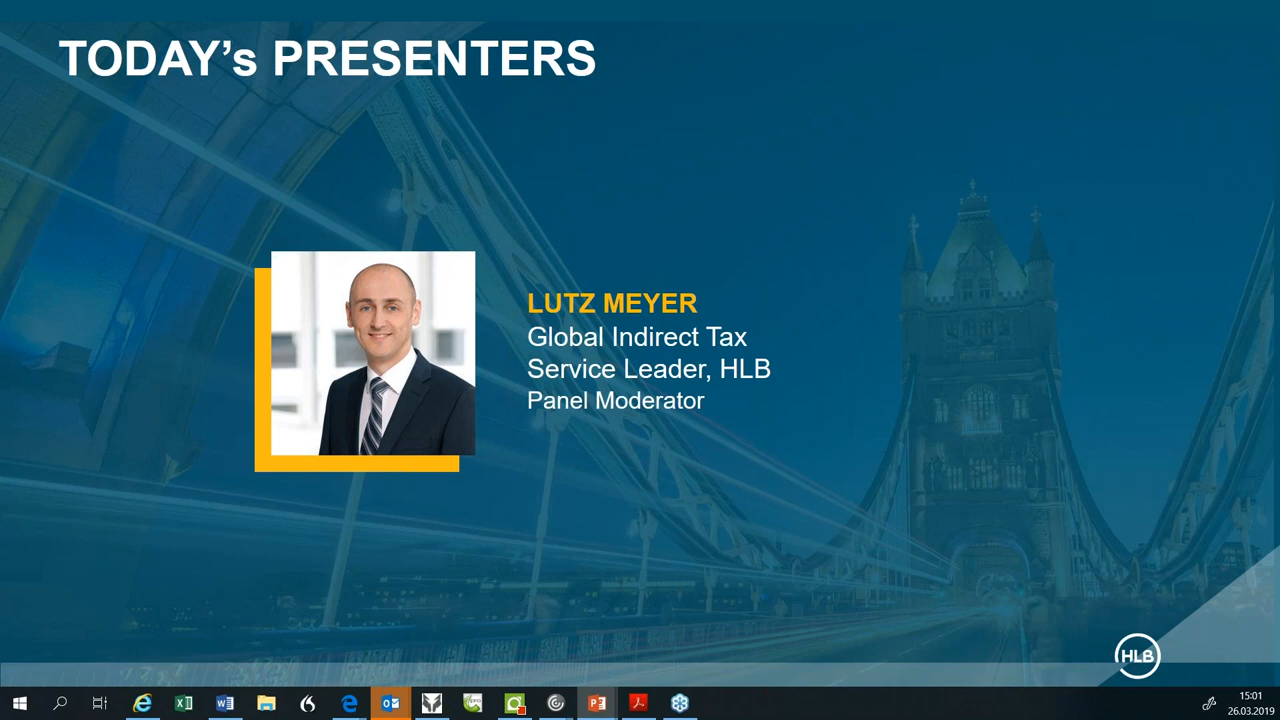 TODAY’s PRESENTERS
LUTZ MEYER
Global Indirect Tax
Service Leader, HLB
Panel Moderator
HLB
15:01
26.03.2019